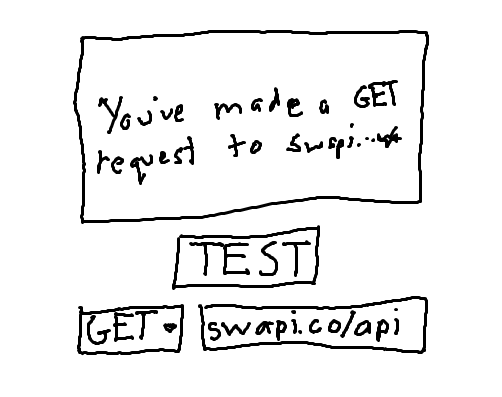 "You've made a GET
request to swapi..."
TEST
GET
swapi.co/api